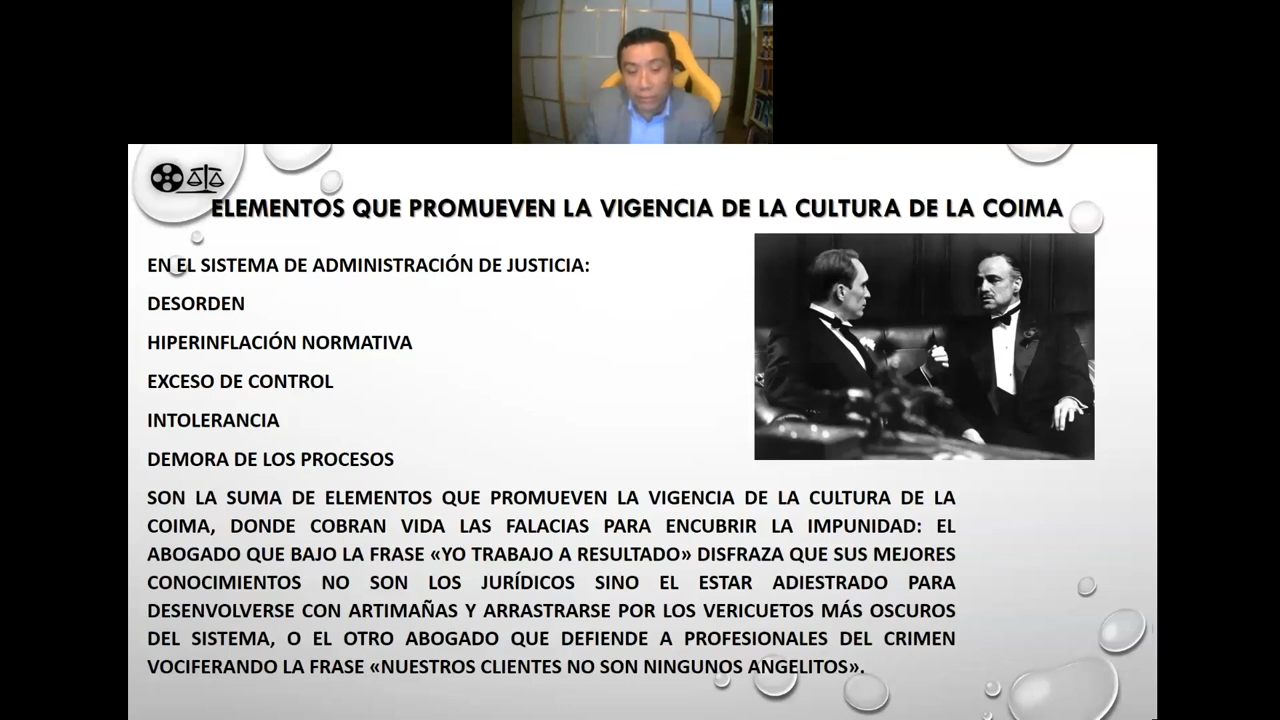 ELEMENTOS QUE PROMUEVEN LA VIGENCIA DE LA CULTURA DE LA COIMA
EN EL SISTEMA DE ADMINISTRACIÓN DE JUSTICIA:
DESORDEN
HIPERINFLACIÓN NORMATIVA
EXCESO DE CONTROL
INTOLERANCIA
DEMORA DE LOS PROCESOS
SON LA SUMA DE ELEMENTOS QUE PROMUEVEN LA VIGENCIA DE LA CULTURA DE LA
COIMA, DONDE COBRAN VIDA LAS FALACIAS PARA ENCUBRIR LA IMPUNIDAD: EL
ABOGADO QUE BAJO LA FRASE «YO TRABAJO A RESULTADO» DISFRAZA QUE SUS MEJORES
CONOCIMIENTOS NO SON LOS JURÍDICOS SINO EL ESTAR ADIESTRADO PARA
DESENVOLVERSE CON ARTIMAÑAS Y ARRASTRARSE POR LOS VERICUETOS MÁS OSCUROS
DEL SISTEMA, O EL OTRO ABOGADO QUE DEFIENDE A PROFESIONALES DEL CRIMEN
VOCIFERANDO LA FRASE «NUESTROS CLIENTES NO SON NINGUNOS ANGELITOS».